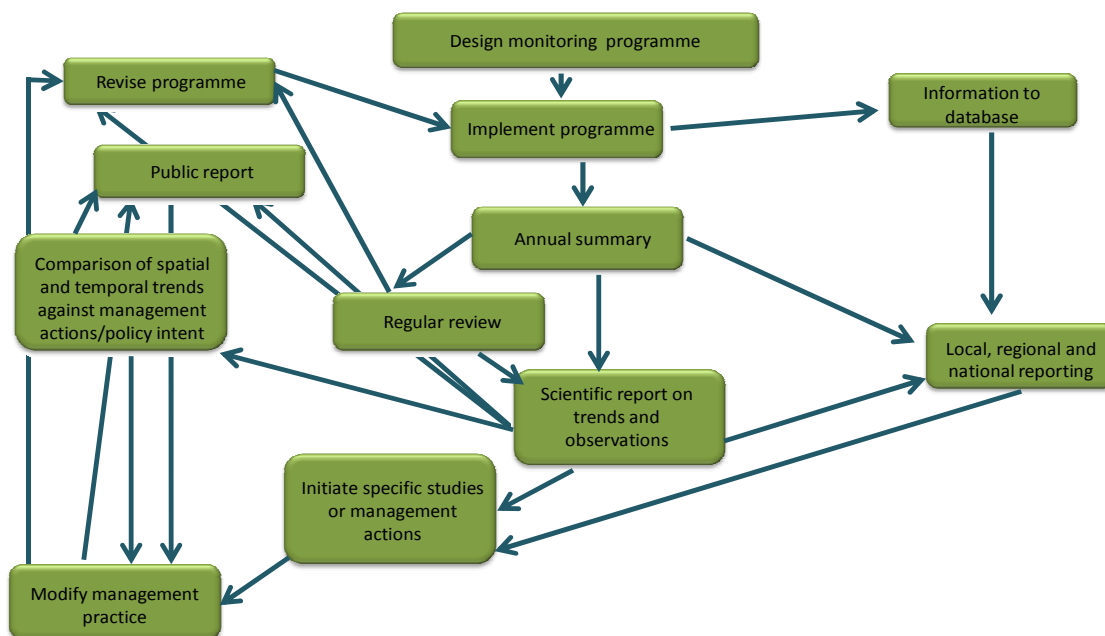 Design monitoring programme
Revise programme
Information to
database
Implement programme
Public report
Annual summary
Comparison of spatial
and temporal trends
against management
actions/policy intent
Regular review
Local, regional and
national reporting
Scientific report on
trends and
observations
Initiate specific studies
or management
actions
Modify management
practice